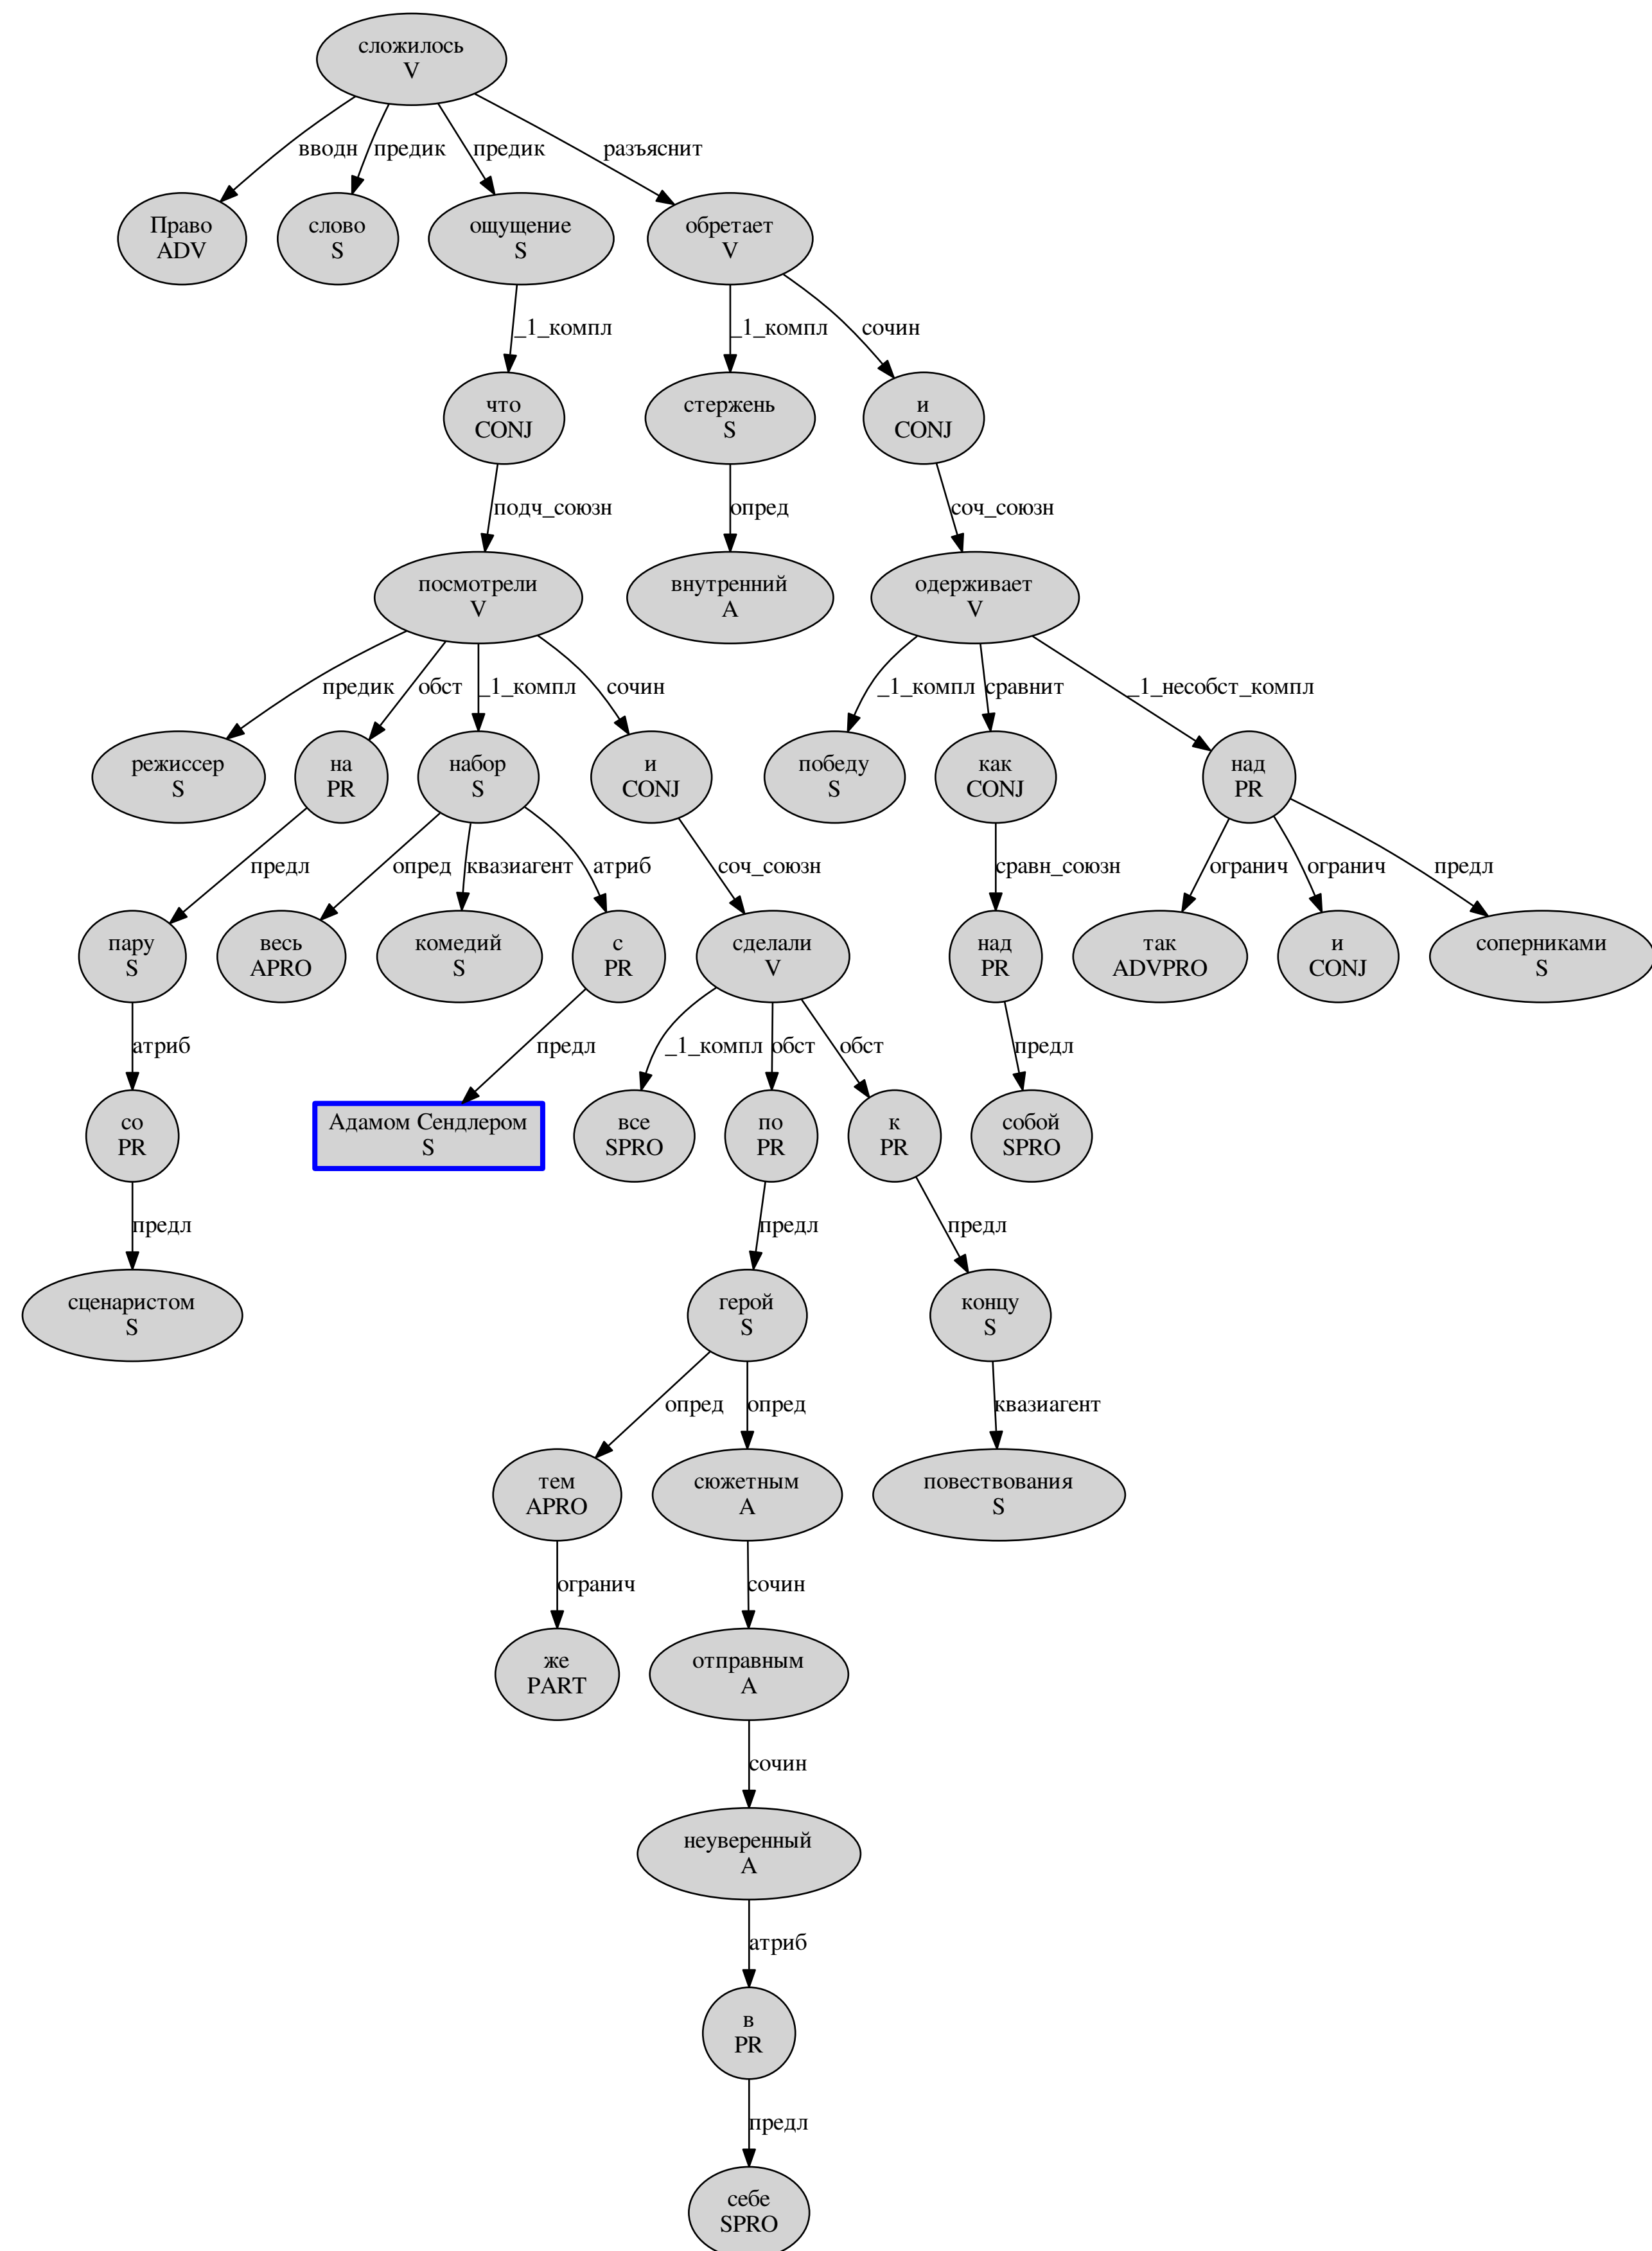 сложилось
V
вводн
предик
предик
разъяснит
Право
ADV
слово
S
ощущение
S
обретает
V
_1_компл
_1_компл
сочин
что
CONJ
стержень
S
и
CONJ
подч_союзн
опред
соч_союзн
посмотрели
V
внутренний
A
одерживает
V
предик
обст
_1_компл
сочин
_1_компл
сравнит
_1_несобст_компл
режиссер
S
на
PR
набор
S
и
CONJ
победу
S
как
CONJ
над
PR
предл
опред
квазиагент
атриб
соч_союзн
сравн_союзн
огранич
огранич
предл
пару
S
весь
APRO
комедий
S
с
PR
сделали
V
над
PR
так
ADVPRO
и
CONJ
соперниками
S
атриб
предл
_1_компл
обст
обст
предл
со
PR
Адамом Сендлером
S
все
SPRO
по
PR
к
PR
собой
SPRO
предл
предл
предл
сценаристом
S
герой
S
концу
S
опред
опред
квазиагент
тем
APRO
сюжетным
A
повествования
S
огранич
сочин
же
PART
отправным
A
сочин
неуверенный
A
атриб
в
PR
предл
себе
SPRO